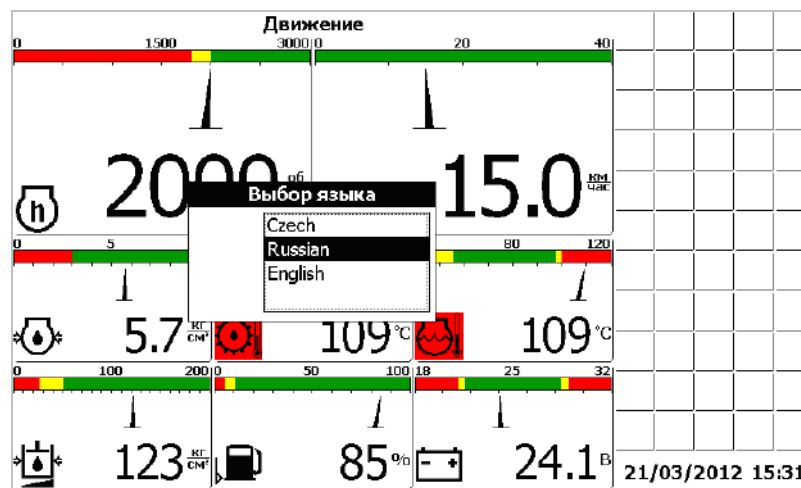 Движение
0 1500 3000 0 20 40
2000 об 15.0 км
час
h
Выбор языка
Czech
Russian
English
0 5 80 120
5.7 кг
см² 109 °C 109 °C
0 100 200 0 50 100 18 25 32
123 кг
см² 85 % 24.1 В
21/03/2012 15:31